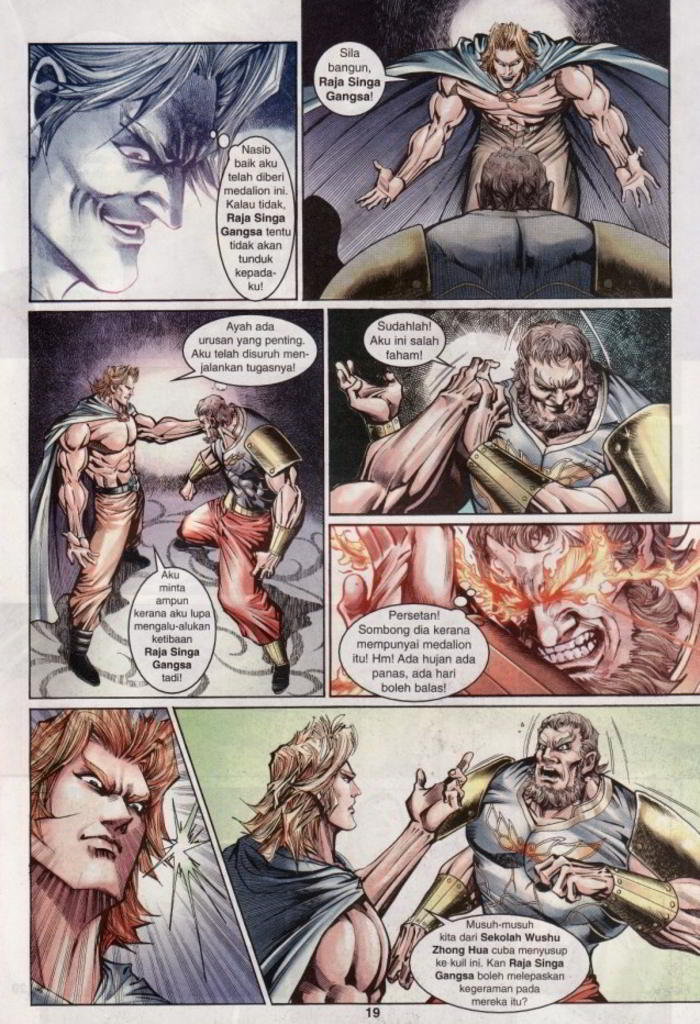 Nasib
baik aku
telah diberi
medalion ini.
Kalau tidak,
Raja Singa
Gangsa tentu
tidak akan
tunduk
kepada-
ku!
Sila
bangun,
Raja Singa
Gangsa!
Ayah ada
urusan yang penting.
Aku telah disuruh men-
jalankan tugasnya!
Aku
minta
ampun
kerana aku lupa
mengalu-alukan
ketibaan
Raja Singa
Gangsa
tadi!
Sudahlah!
Aku ini salah
faham!
Persetan!
Sombong dia kerana
mempunyai medalion
itu! Hm! Ada hujan ada
panas, ada hari
boleh balas!
Musuh-musuh
kita dari Sekolah Wushu
Zhong Hua cuba menyusup
ke kuil ini. Kan Raja Singa
Gangsa boleh melepaskan
kegeraman pada
mereka itu?
19